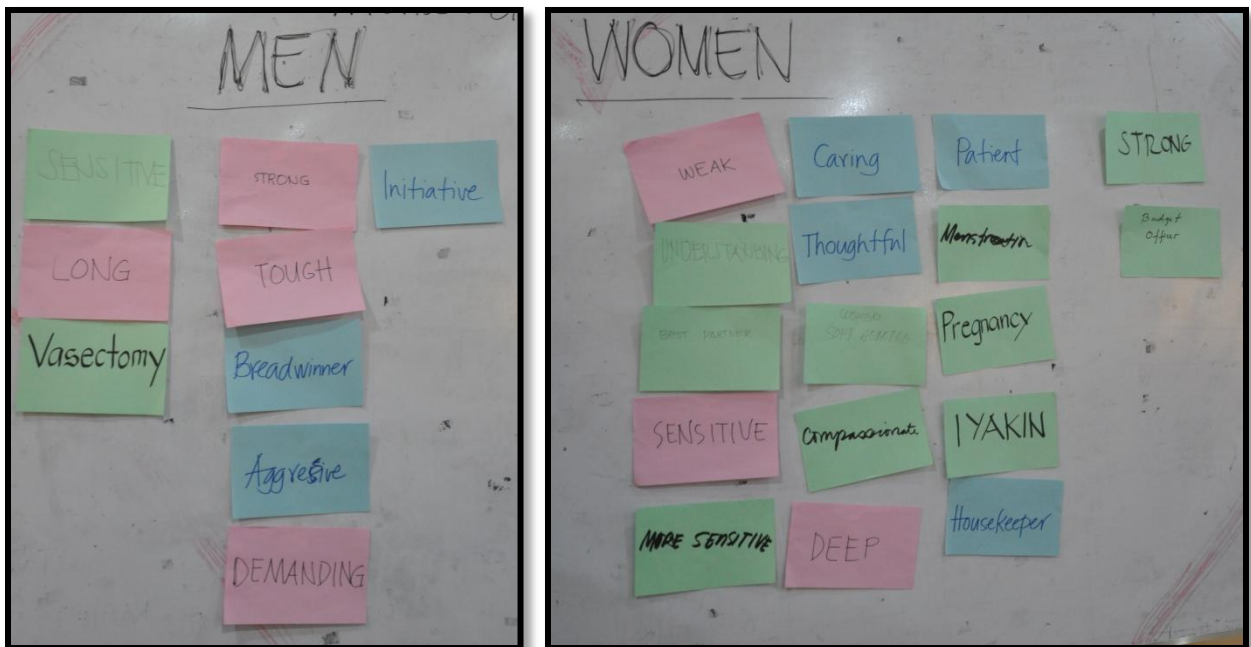 MEN
SENSITIVE
LONG
Vasectomy
STRONG
TOUGH
Breadwinner
Aggresive
DEMANDING
Initiative
WOMEN
WEAK
UNDERSTANDING
BEST PARTNER
SENSITIVE
MORE SENSITIVE
Caring
Thoughtful
Compassionate
DEEP
Patient
Menstruation
Pregnancy
IYAKIN
Housekeeper
STRONG
Budget